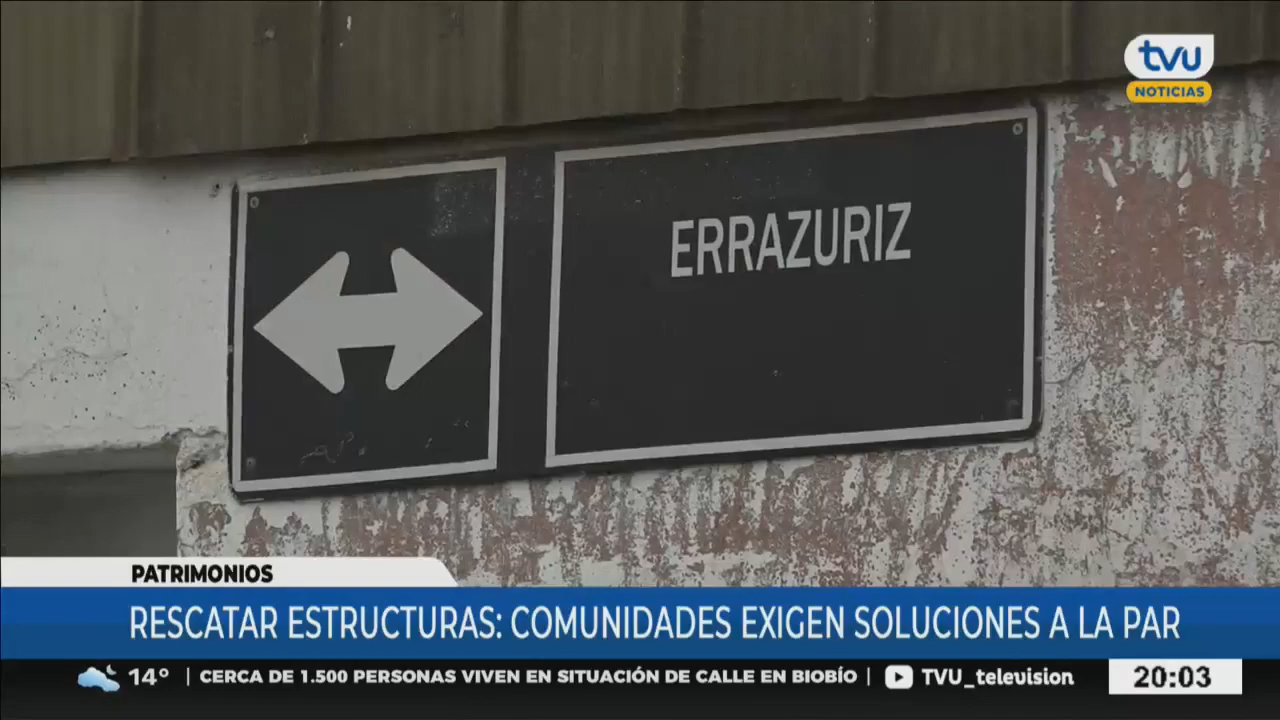 tvu
NOTICIAS
ERRAZURIZ
PATRIMONIOS
RESCATAR ESTRUCTURAS: COMUNIDADES EXIGEN SOLUCIONES A LA PAR
14° | CERCA DE 1.500 PERSONAS VIVEN EN SITUACIÓN DE CALLE EN BIOBÍO | TVU_television 20:03